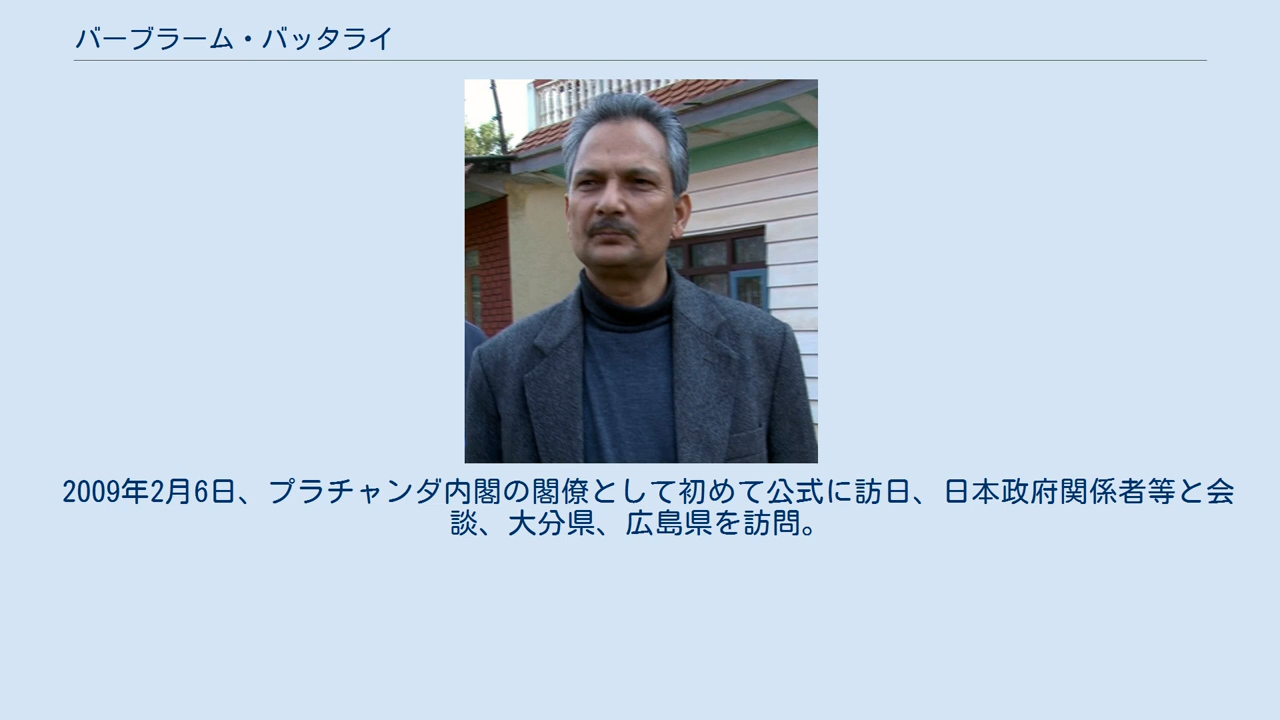 バーブラーム・バッタライ
2009年2月6日、プラチャンダ内閣の閣僚として初めて公式に訪日、日本政府関係者等と会
談、大分県、広島県を訪問。